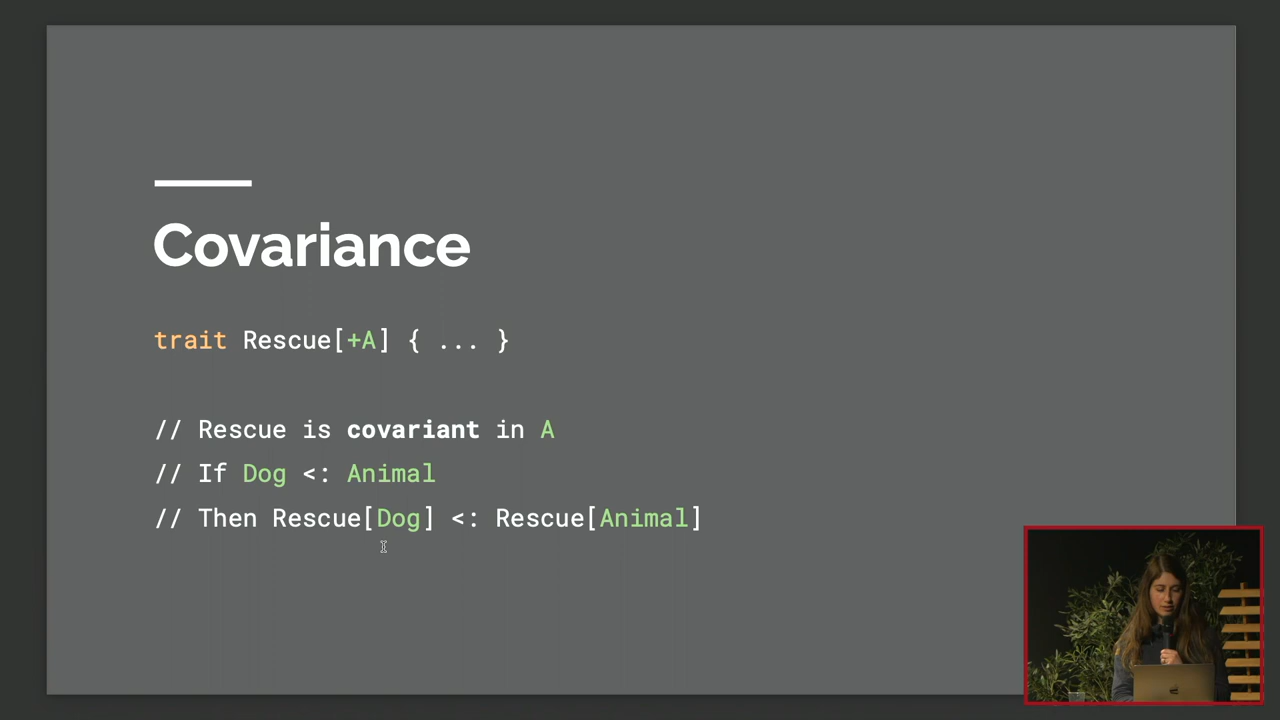 Covariance
trait Rescue[+A] { ... }
// Rescue is covariant in A
// If Dog <: Animal
// Then Rescue[Dog] <: Rescue[Animal]